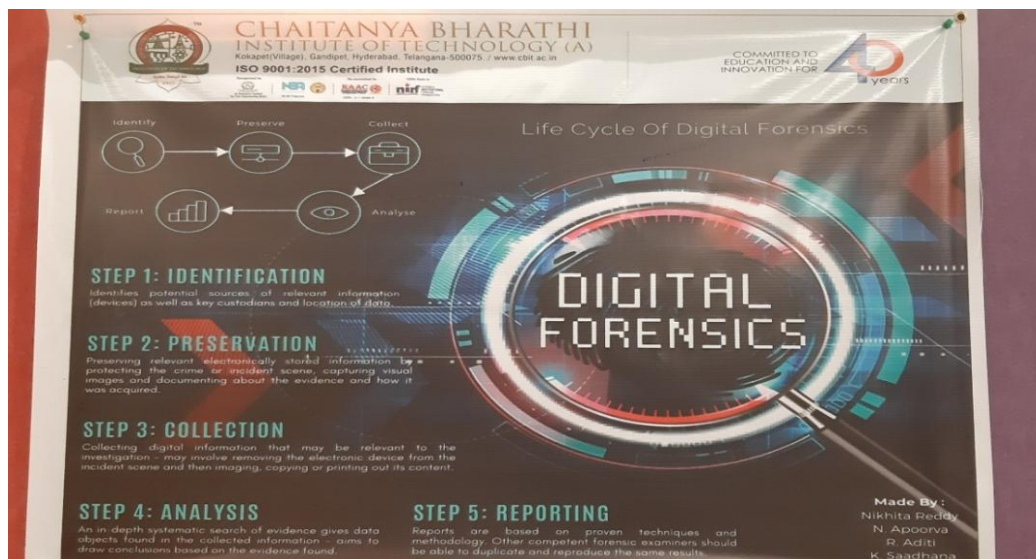 CHAITANYA BHARATHI
INSTITUTE OF TECHNOLOGY (A)
Kokapet(Village), Gandipet, Hyderabad, Telangana-500075 / www.cbit.ac.in
ISO 9001:2015 Certified Institute
COMMITTED TO
EDUCATION AND
INNOVATION FOR
40
years
nirf
Identify
Preserve
Collect
Report
Analyse
Life Cycle Of Digital Forensics
DIGITAL
FORENSICS
STEP 1: IDENTIFICATION
Identifies potential sources of relevant information
(devices) as well as key custodians and location of data.
STEP 2: PRESERVATION
Preserving relevant electronically stored information by
protecting the crime or incident scene, capturing visual
images and documenting about the evidence and how it
was acquired.
STEP 3: COLLECTION
Collecting digital information that may be relevant to the
investigation - may involve removing the electronic device from the
incident scene and then imaging, copying or printing out its content.
STEP 4: ANALYSIS
An in-depth systematic search of evidence gives data
objects found in the collected information - aims to
draw conclusions based on the evidence found.
STEP 5: REPORTING
Reports are based on proven techniques and
methodology. Other competent forensic examiners should
be able to duplicate and reproduce the same results.
Made By :
Nikhita Reddy
N. Apoorva
R. Aditi
K. Saadhana